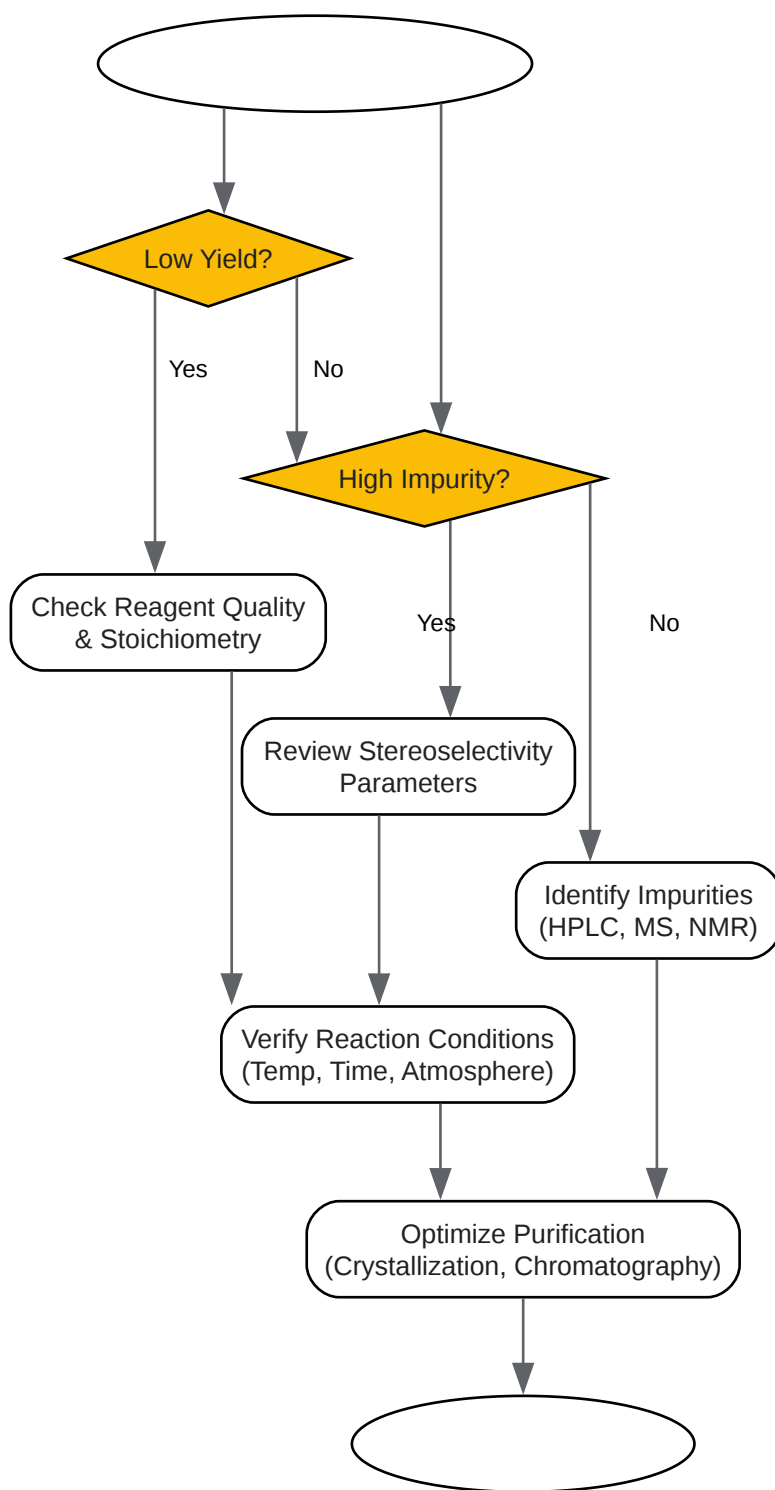 Low Yield?
Yes
No
High Impurity?
Check Reagent Quality
& Stoichiometry
Yes
No
Review Stereoselectivity
Parameters
Identify Impurities
(HPLC, MS, NMR)
Verify Reaction Conditions
(Temp, Time, Atmosphere)
Optimize Purification
(Crystallization, Chromatography)